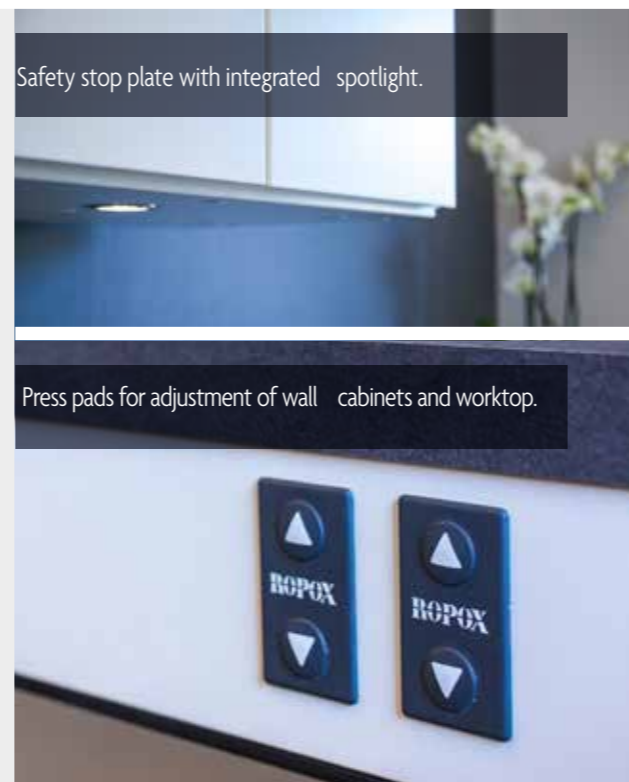 Safety stop plate with integrated spotlight.
Press pads for adjustment of wall cabinets and worktop.
ROPOX
ROPOX